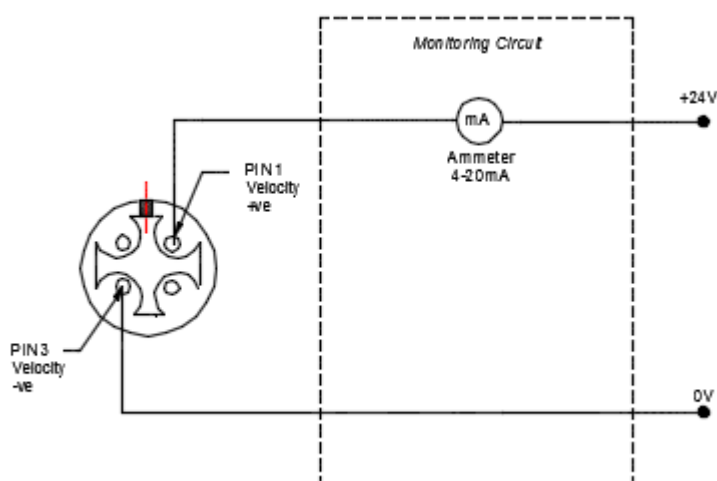 Monitoring Circuit
+24V
mA
Ammeter
4-20mA
PIN1
Velocity
+ve
PIN3
Velocity
-ve
0V